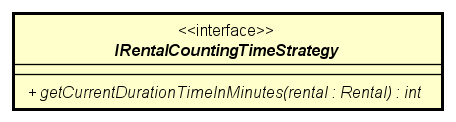 <<interface>>
IRentalCountingTimeStrategy
+ getCurrentDurationTimeInMinutes(rental : Rental) : int